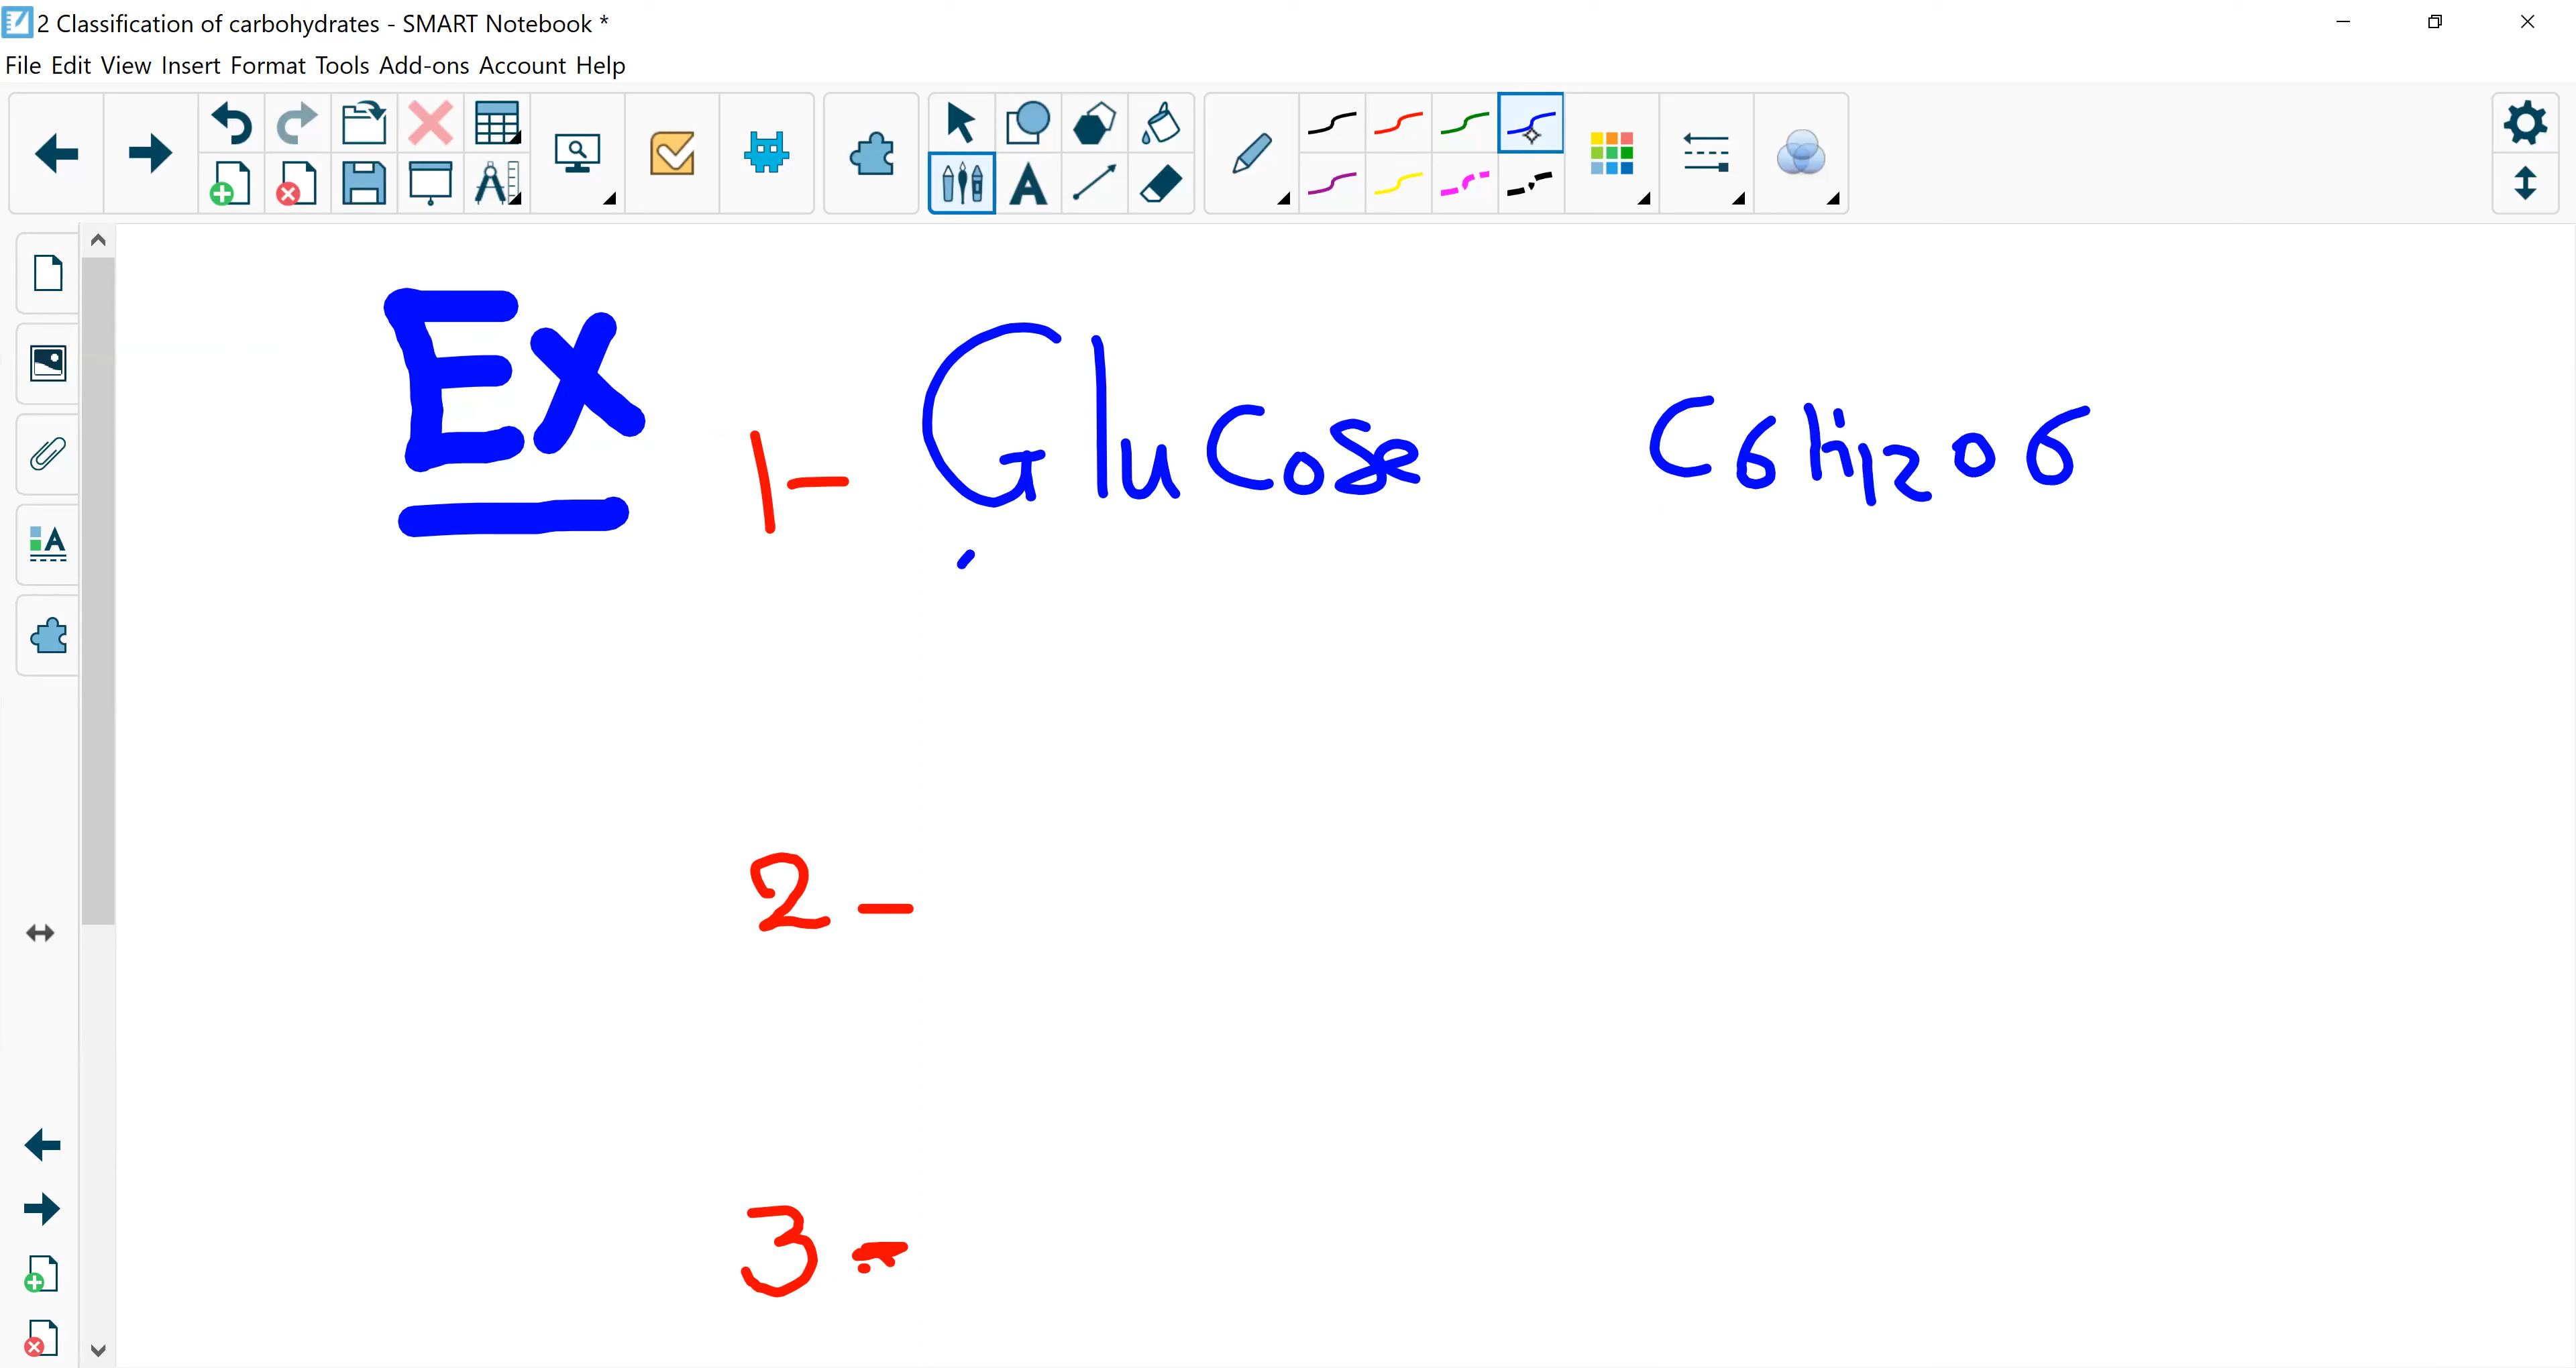 2 Classification of carbohydrates - SMART Notebook *
File Edit View Insert Format Tools Add-ons Account Help
Ex
1- Glucose C6H12O6
2-
3-